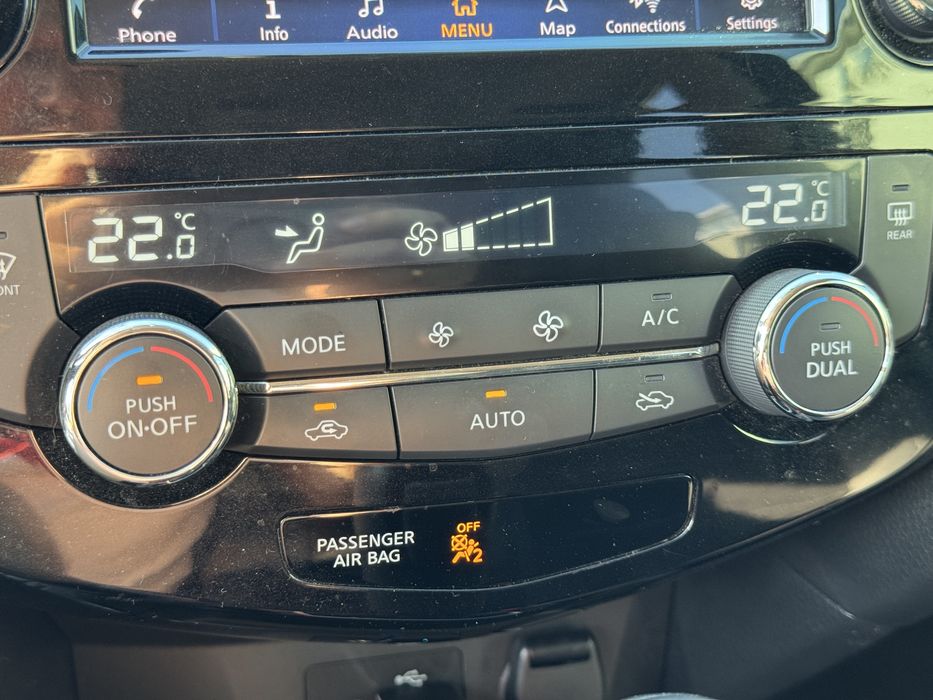 Phone
Info
Audio
MENU
Map
Connections
Settings
22.0 °C
22.0 °C
REAR
ONT
MODE
A/C
PUSH
ON•OFF
AUTO
PUSH
DUAL
PASSENGER
AIR BAG
OFF
2